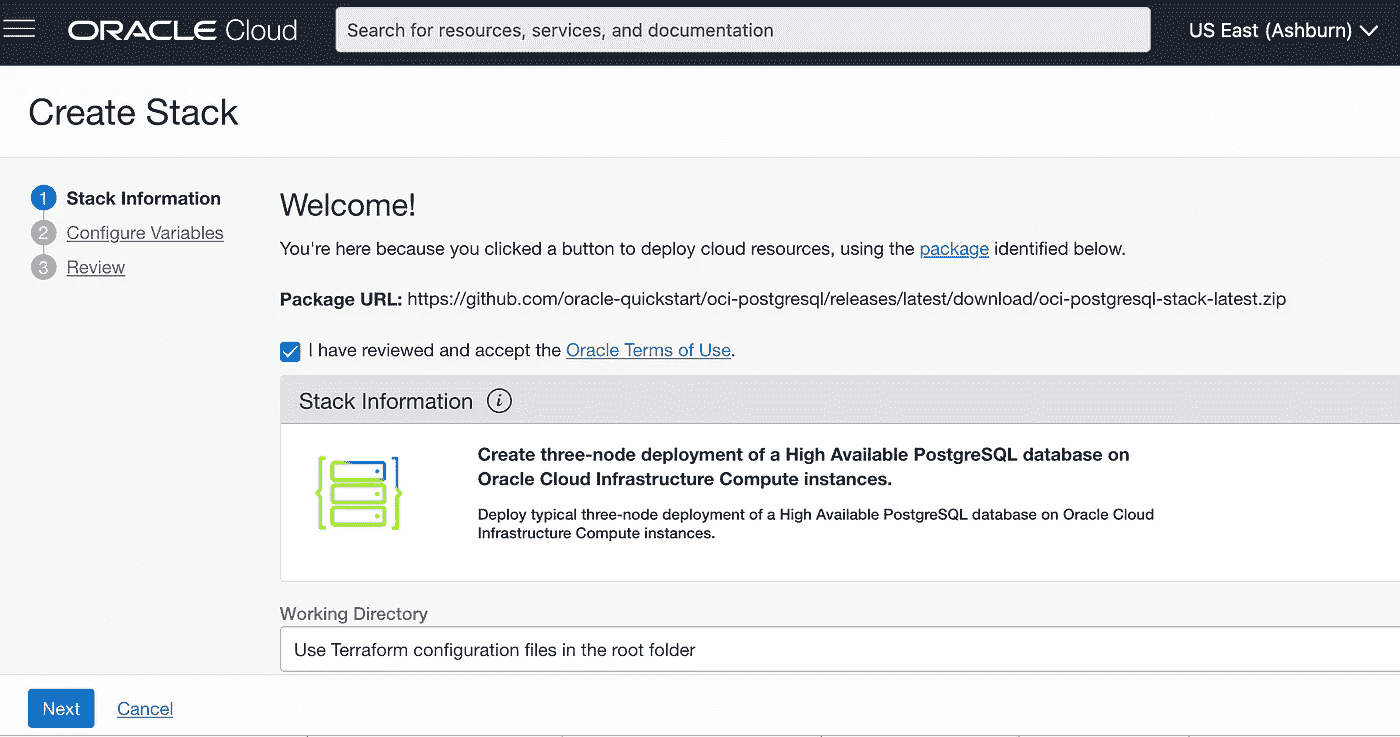 ORACLE Cloud
Search for resources, services, and documentation
US East (Ashburn)
Create Stack
1 Stack Information
2 Configure Variables
3 Review
Welcome!
You're here because you clicked a button to deploy cloud resources, using the package identified below.
Package URL: https://github.com/oracle-quickstart/oci-postgresql/releases/latest/download/oci-postgresql-stack-latest.zip
I have reviewed and accept the Oracle Terms of Use.
Stack Information i
Create three-node deployment of a High Available PostgreSQL database on
Oracle Cloud Infrastructure Compute instances.
Deploy typical three-node deployment of a High Available PostgreSQL database on Oracle Cloud
Infrastructure Compute instances.
Working Directory
Use Terraform configuration files in the root folder
Next
Cancel